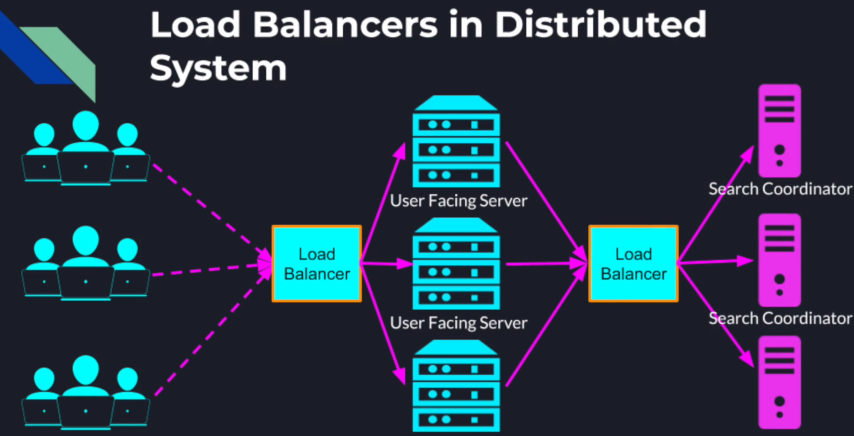 Load Balancers in Distributed
System
User Facing Server
Search Coordinator
Load
Balancer
Load
Balancer
User Facing Server
Search Coordinator